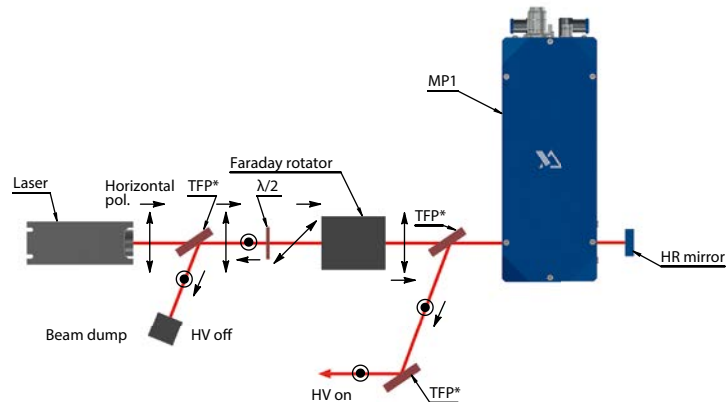 MP1
Faraday rotator
Laser
Horizontal
pol.
TFP*
λ/2
TFP*
HR mirror
Beam dump
HV off
HV on
TFP*